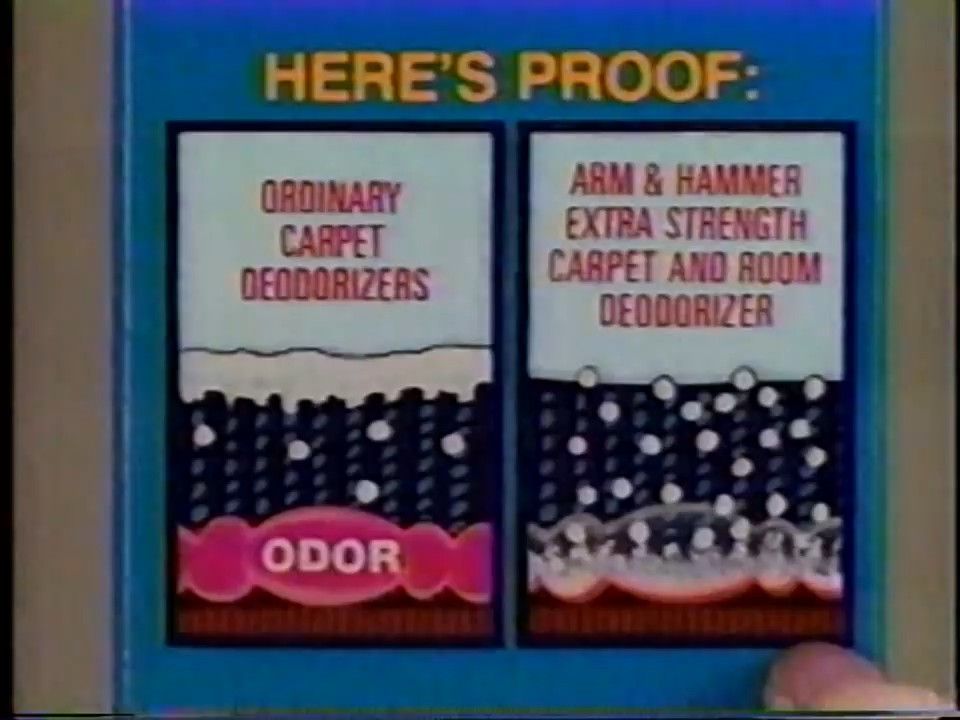 HERE'S PROOF:
ORDINARY
CARPET
DEODORIZERS
ARM & HAMMER
EXTRA STRENGTH
CARPET AND ROOM
DEODORIZER
ODOR